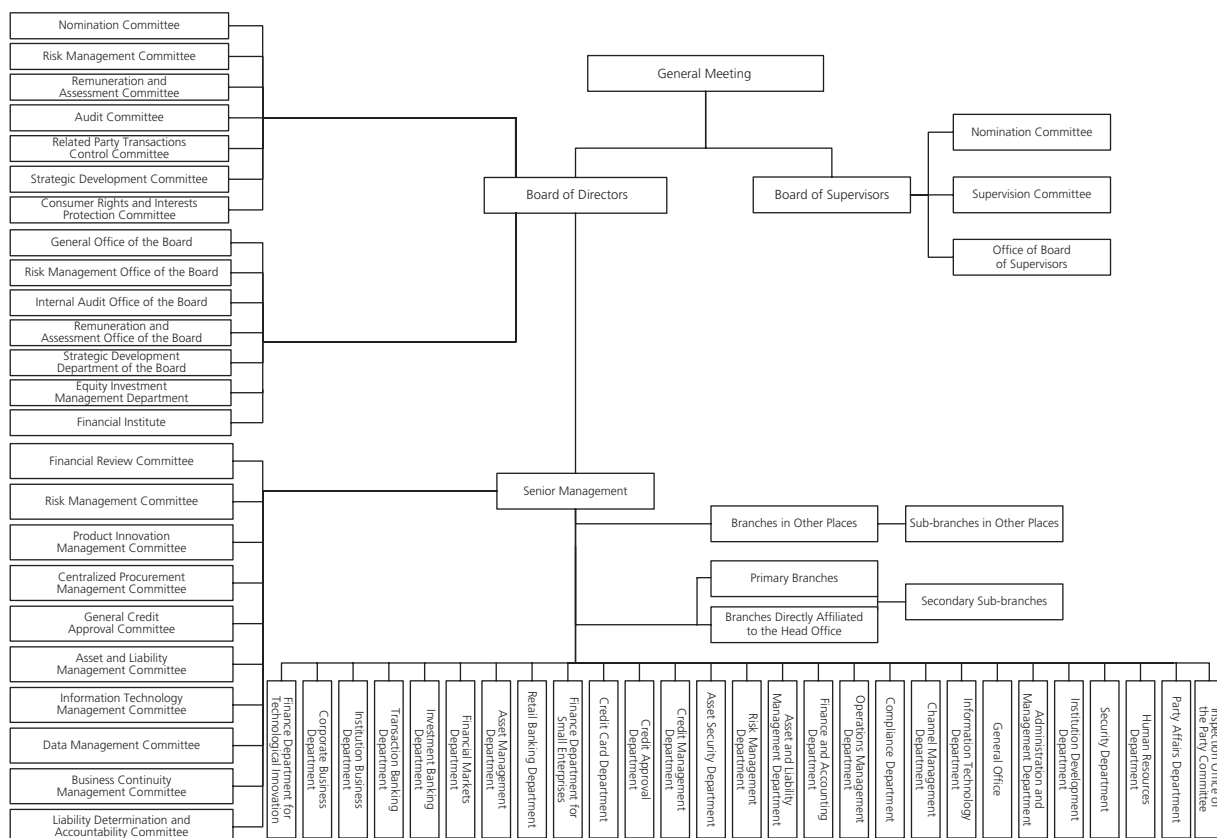 Nomination Committee
Risk Management Committee
Remuneration and
Assessment Committee
Audit Committee
Related Party Transactions
Control Committee
Strategic Development Committee
Consumer Rights and Interests
Protection Committee
General Office of the Board
Risk Management Office of the Board
Internal Audit Office of the Board
Remuneration and
Assessment Office of the Board
Strategic Development
Department of the Board
Equity Investment
Management Department
Financial Institute
Financial Review Committee
Risk Management Committee
Product Innovation
Management Committee
Centralized Procurement
Management Committee
General Credit
Approval Committee
Asset and Liability
Management Committee
Information Technology
Management Committee
Data Management Committee
Business Continuity
Management Committee
Liability Determination and
Accountability Committee
General Meeting
Board of Directors
Board of Supervisors
Nomination Committee
Supervision Committee
Office of Board
of Supervisors
Senior Management
Branches in Other Places
Sub-branches in Other Places
Primary Branches
Branches Directly Affiliated
to the Head Office
Secondary Sub-branches
Finance Department for
Technological Innovation
Corporate Business
Department
Institution Business
Department
Transaction Banking
Department
Investment Banking
Department
Financial Markets
Department
Asset Management
Department
Retail Banking Department
Finance Department for
Small Enterprises
Credit Card Department
Credit Approval
Department
Credit Management
Department
Asset Security Department
Risk Management
Department
Asset and Liability
Management Department
Finance and Accounting
Department
Operations Management
Department
Compliance Department
Channel Management
Department
Information Technology
Department
General Office
Administration and
Management Department
Institution Development
Department
Security Department
Human Resources
Department
Party Affairs Department
Inspection Office of
the Party Committee